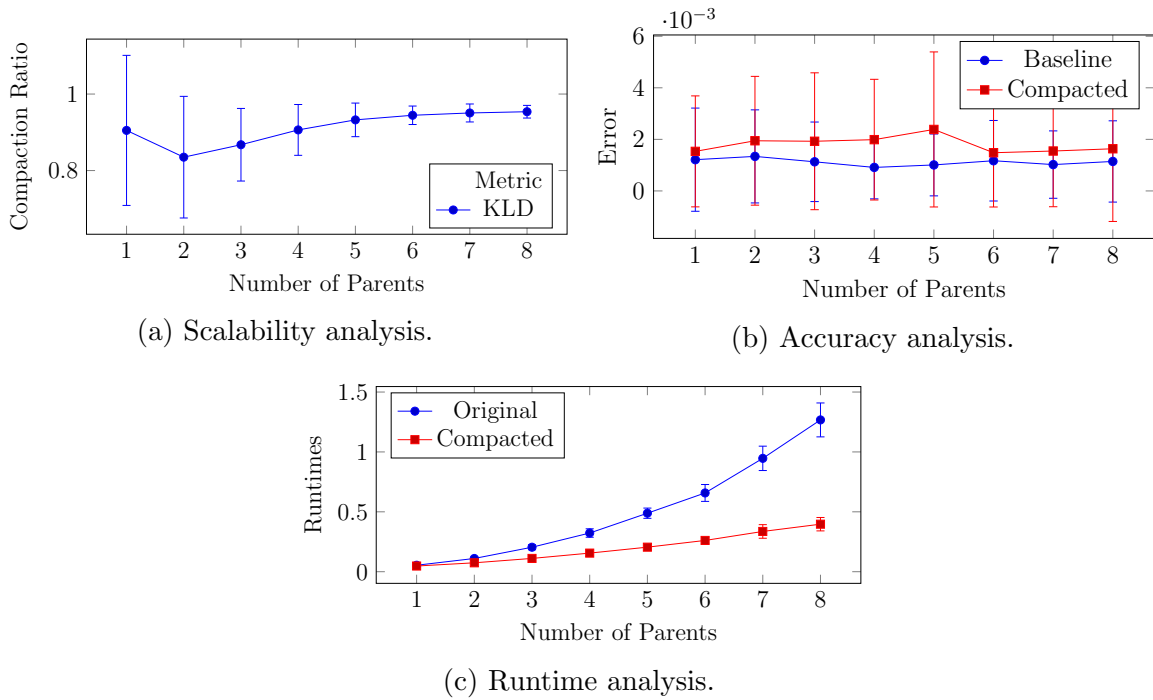 1
0.8
Compaction Ratio
Metric
KLD
1 2 3 4 5 6 7 8
Number of Parents
(a) Scalability analysis.
·10⁻³
6
4
2
0
Error
Baseline
Compacted
1 2 3 4 5 6 7 8
Number of Parents
(b) Accuracy analysis.
1.5
1
0.5
0
Runtimes
Original
Compacted
1 2 3 4 5 6 7 8
Number of Parents
(c) Runtime analysis.